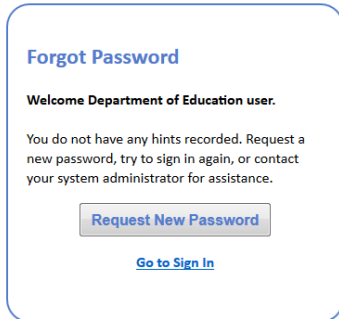 Forgot Password
Welcome Department of Education user.
You do not have any hints recorded. Request a
new password, try to sign in again, or contact
your system administrator for assistance.
Request New Password
Go to Sign In